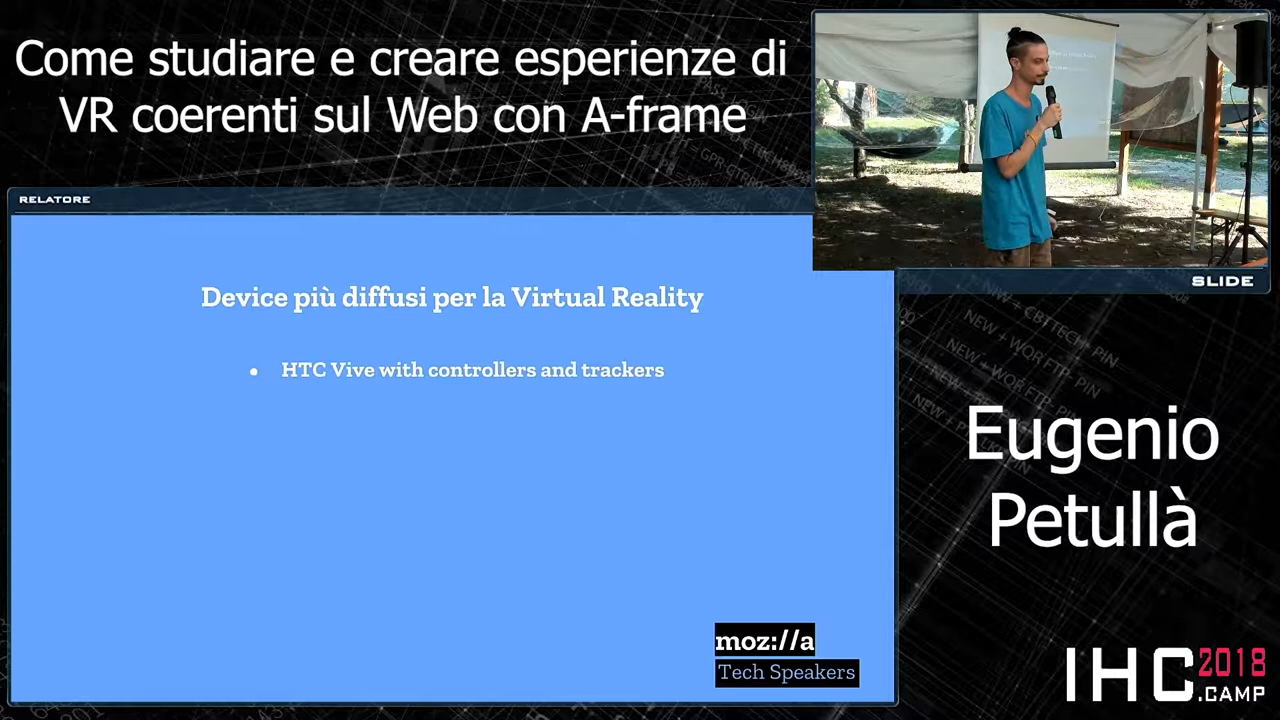 Come studiare e creare esperienze di
VR coerenti sul Web con A-frame
RELATORE
Device più diffusi per la Virtual Reality
• HTC Vive with controllers and trackers
moz://a
Tech Speakers
SLIDE
Eugenio
Petullà
IHC 2018
.CAMP